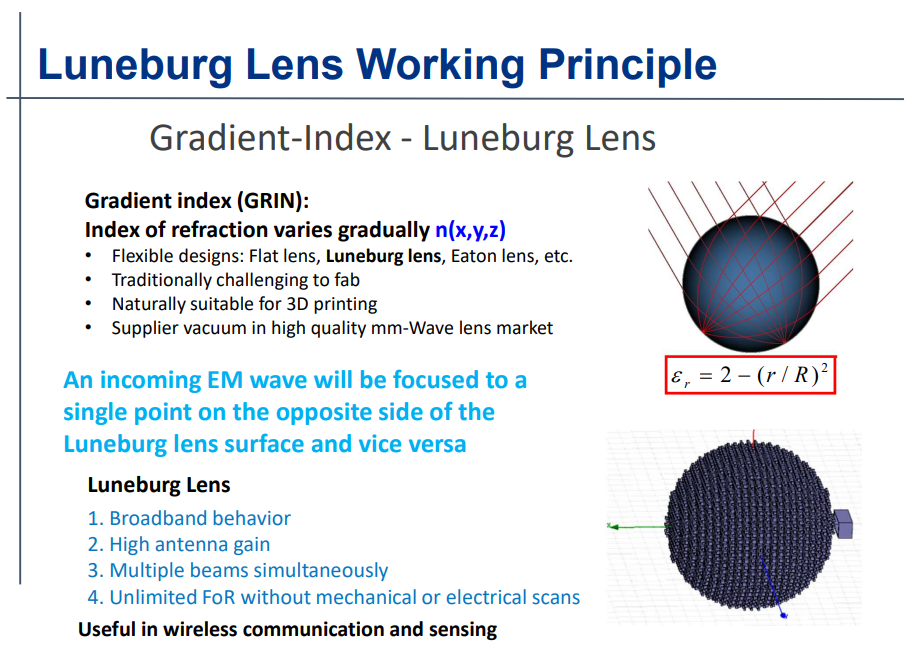 Luneburg Lens Working Principle
Gradient-Index - Luneburg Lens
Gradient index (GRIN):
Index of refraction varies gradually n(x,y,z)
• Flexible designs: Flat lens, Luneburg lens, Eaton lens, etc.
• Traditionally challenging to fab
• Naturally suitable for 3D printing
• Supplier vacuum in high quality mm-Wave lens market
εᵣ = 2 − (r / R)²
An incoming EM wave will be focused to a
single point on the opposite side of the
Luneburg lens surface and vice versa
Luneburg Lens
1. Broadband behavior
2. High antenna gain
3. Multiple beams simultaneously
4. Unlimited FoR without mechanical or electrical scans
Useful in wireless communication and sensing